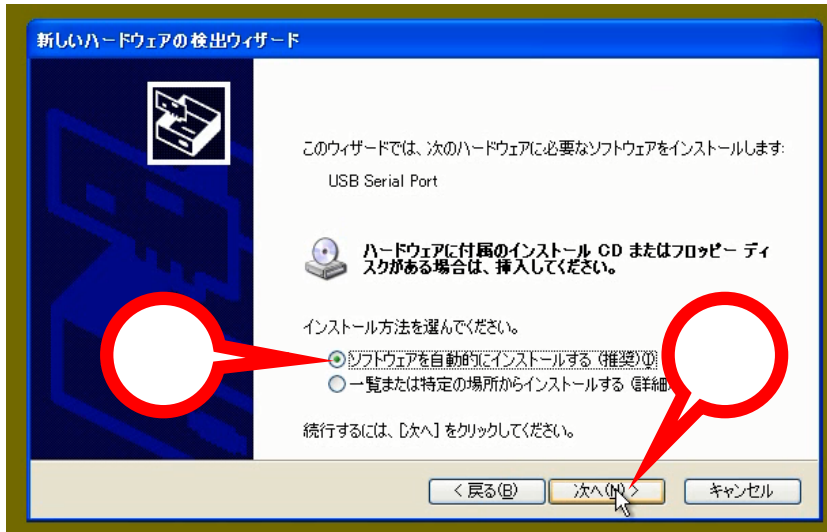 新しいハードウェアの検出ウィザード
このウィザードでは、次のハードウェアに必要なソフトウェアをインストールします:
USB Serial Port
ハードウェアに付属のインストール CD またはフロッピー ディ
スクがある場合は、挿入してください。
インストール方法を選んでください。
ソフトウェアを自動的にインストールする (推奨)(I)
一覧または特定の場所からインストールする (詳細
続行するには、[次へ] をクリックしてください。
< 戻る(B) 次へ(N) > キャンセル